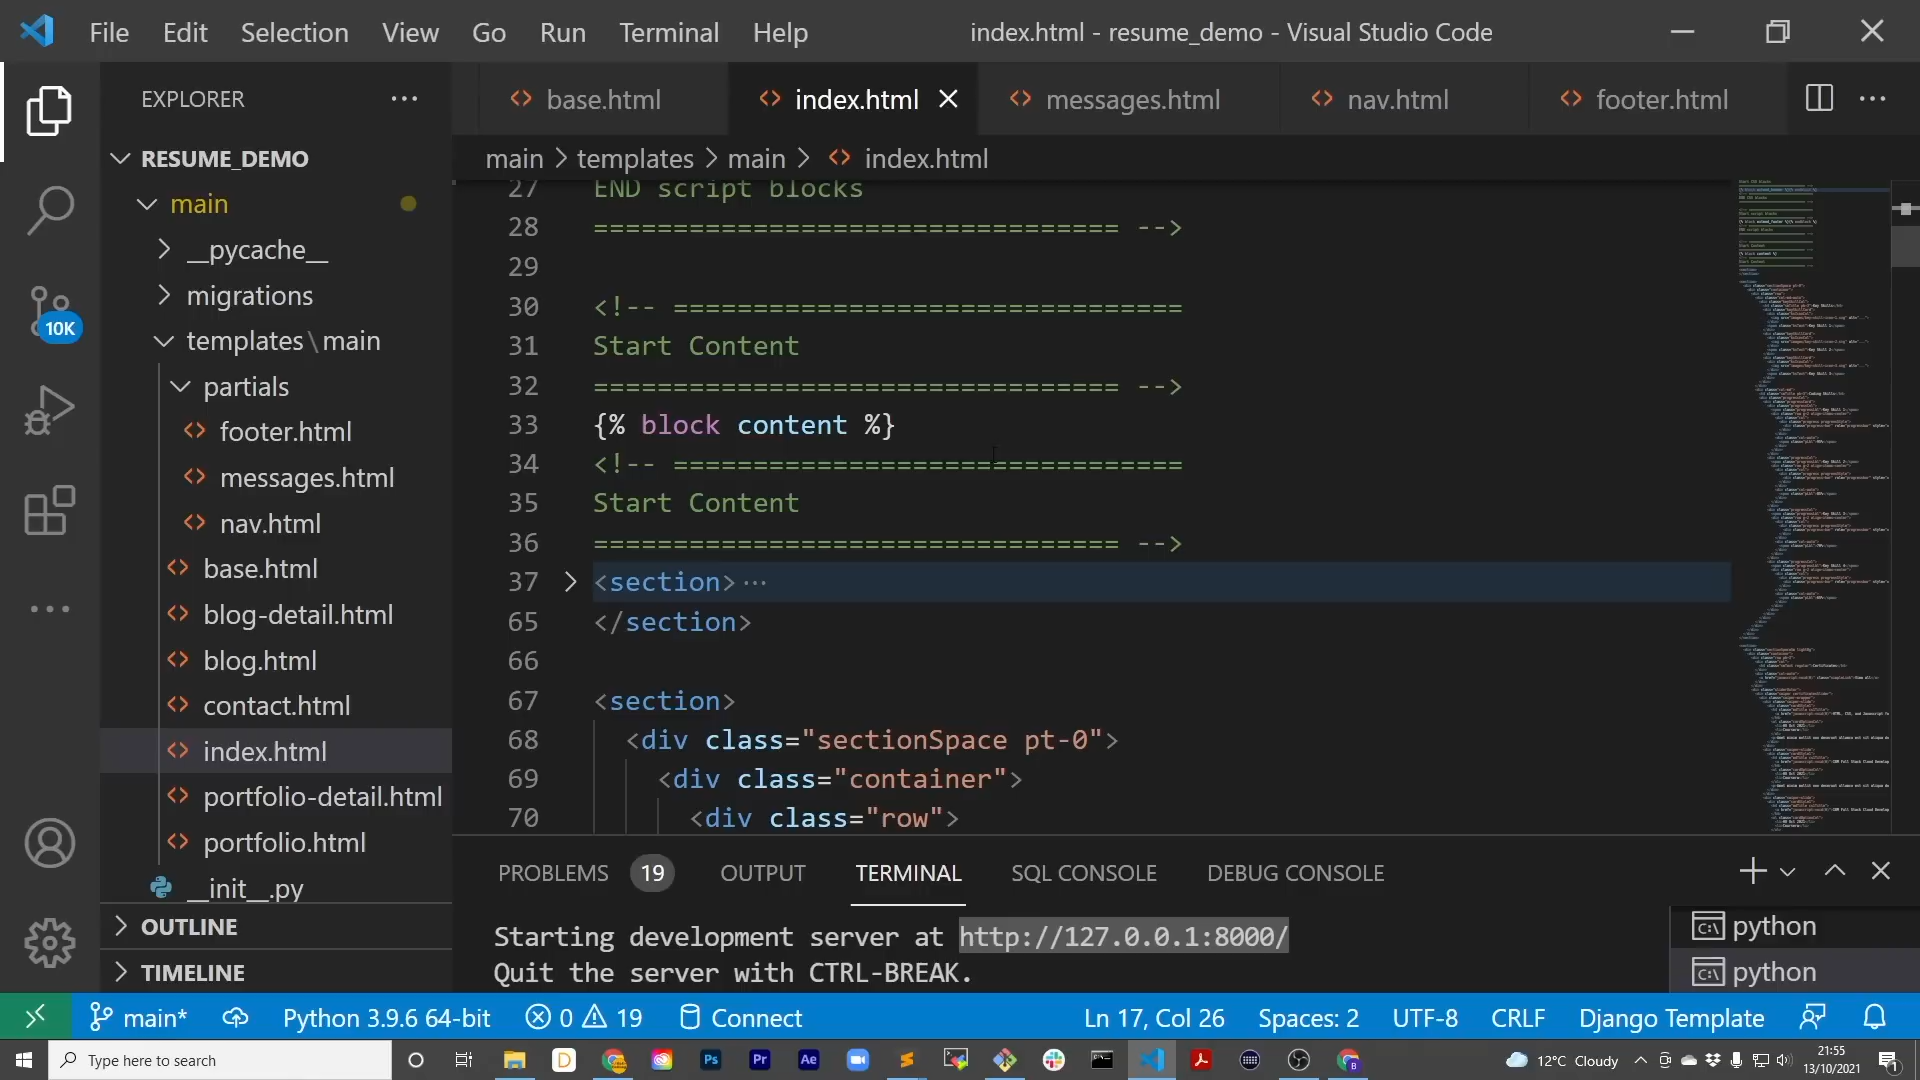 File Edit Selection View Go Run Terminal Help index.html - resume_demo - Visual Studio Code
EXPLORER
base.html index.html messages.html nav.html footer.html
RESUME_DEMO
main > templates > main > index.html
main
__pycache__
migrations
templates\main
partials
footer.html
messages.html
nav.html
base.html
blog-detail.html
blog.html
contact.html
index.html
portfolio-detail.html
portfolio.html
__init__.py
OUTLINE
TIMELINE
10K
27 END script blocks
28 ================================= -->
29
30 <!-- ================================
31 Start Content
32 ================================= -->
33 {% block content %}
34 <!-- ================================
35 Start Content
36 ================================= -->
37 <section> ...
65 </section>
66
67 <section>
68 <div class="sectionSpace pt-0">
69 <div class="container">
70 <div class="row">
PROBLEMS 19 OUTPUT TERMINAL SQL CONSOLE DEBUG CONSOLE
Starting development server at http://127.0.0.1:8000/
Quit the server with CTRL-BREAK.
python
python
main* Python 3.9.6 64-bit 0 19 Connect Ln 17, Col 26 Spaces: 2 UTF-8 CRLF Django Template
Type here to search
12°C Cloudy
21:55
13/10/2021